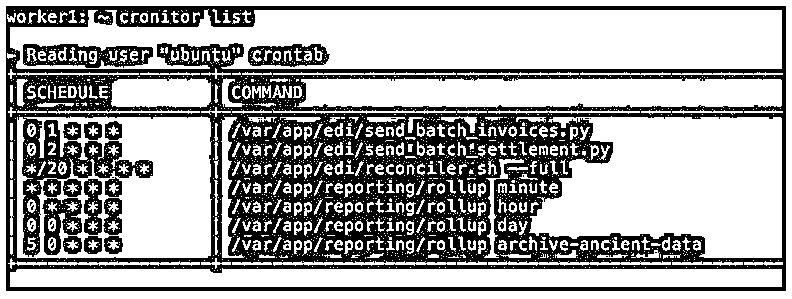 worker1: ~ cronitor list
Reading user "ubuntu" crontab
SCHEDULE COMMAND
0 1 * * * /var/app/edi/send_batch_invoices.py
0 2 * * * /var/app/edi/send_batch_settlement.py
*/20 * * * * /var/app/edi/reconciler.sh --full
* * * * * /var/app/reporting/rollup minute
0 * * * * /var/app/reporting/rollup hour
0 0 * * * /var/app/reporting/rollup day
5 0 * * * /var/app/reporting/rollup archive-ancient-data